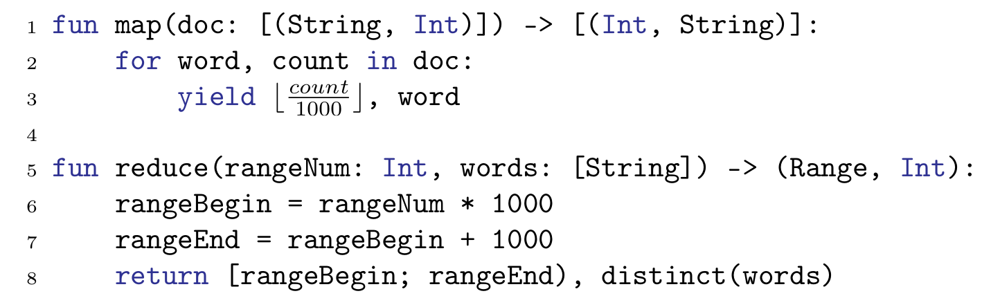 1 fun map(doc: [(String, Int)]) -> [(Int, String)]:
2     for word, count in doc:
3         yield ⌊count/1000⌋, word
4
5 fun reduce(rangeNum: Int, words: [String]) -> (Range, Int):
6     rangeBegin = rangeNum * 1000
7     rangeEnd = rangeBegin + 1000
8     return [rangeBegin; rangeEnd), distinct(words)